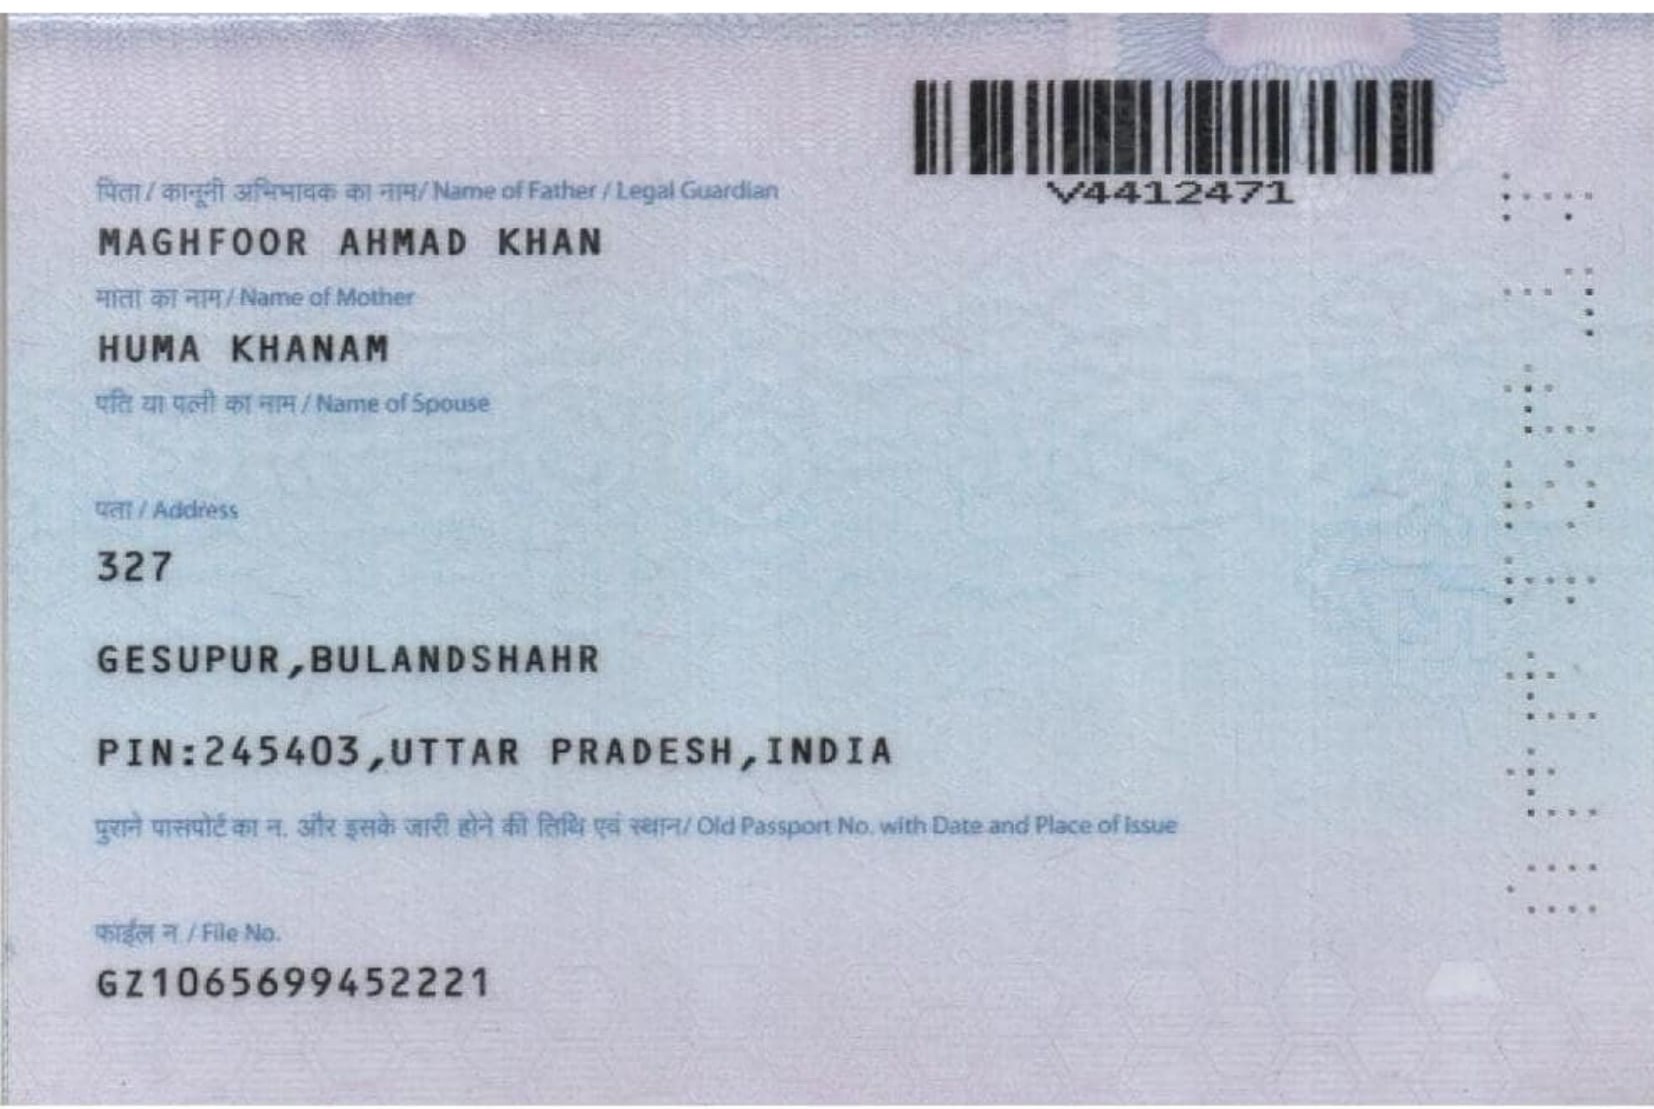 V4412471
पिता / कानूनी अभिभावक का नाम/ Name of Father / Legal Guardian
MAGHFOOR AHMAD KHAN
माता का नाम / Name of Mother
HUMA KHANAM
पति या पत्नी का नाम / Name of Spouse
पता / Address
327
GESUPUR,BULANDSHAHR
PIN:245403,UTTAR PRADESH,INDIA
पुराने पासपोर्ट का न. और इसके जारी होने की तिथि एवं स्थान/ Old Passport No. with Date and Place of Issue
फाईल न / File No.
GZ1065699452221